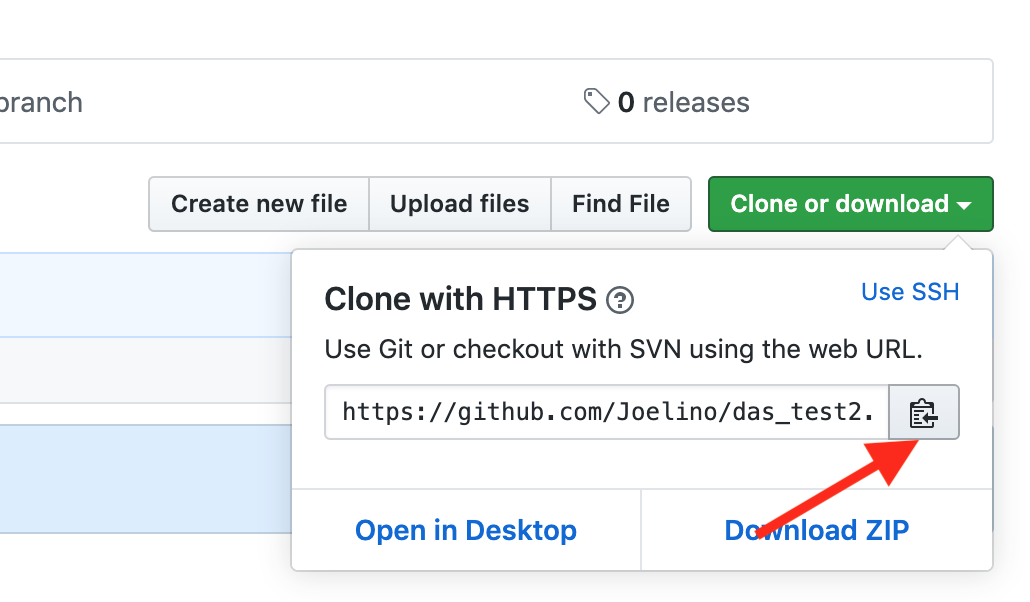 branch
0 releases
Create new file
Upload files
Find File
Clone or download
Clone with HTTPS
Use SSH
Use Git or checkout with SVN using the web URL.
https://github.com/Joelino/das_test2.
Open in Desktop
Download ZIP